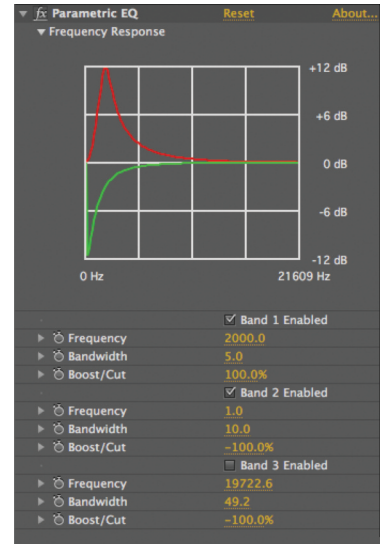 fx Parametric EQ Reset About...
Frequency Response
+12 dB
+6 dB
0 dB
-6 dB
-12 dB
0 Hz 21609 Hz
Band 1 Enabled
Frequency 2000.0
Bandwidth 5.0
Boost/Cut 100.0%
Band 2 Enabled
Frequency 1.0
Bandwidth 10.0
Boost/Cut -100.0%
Band 3 Enabled
Frequency 19722.6
Bandwidth 49.2
Boost/Cut -100.0%